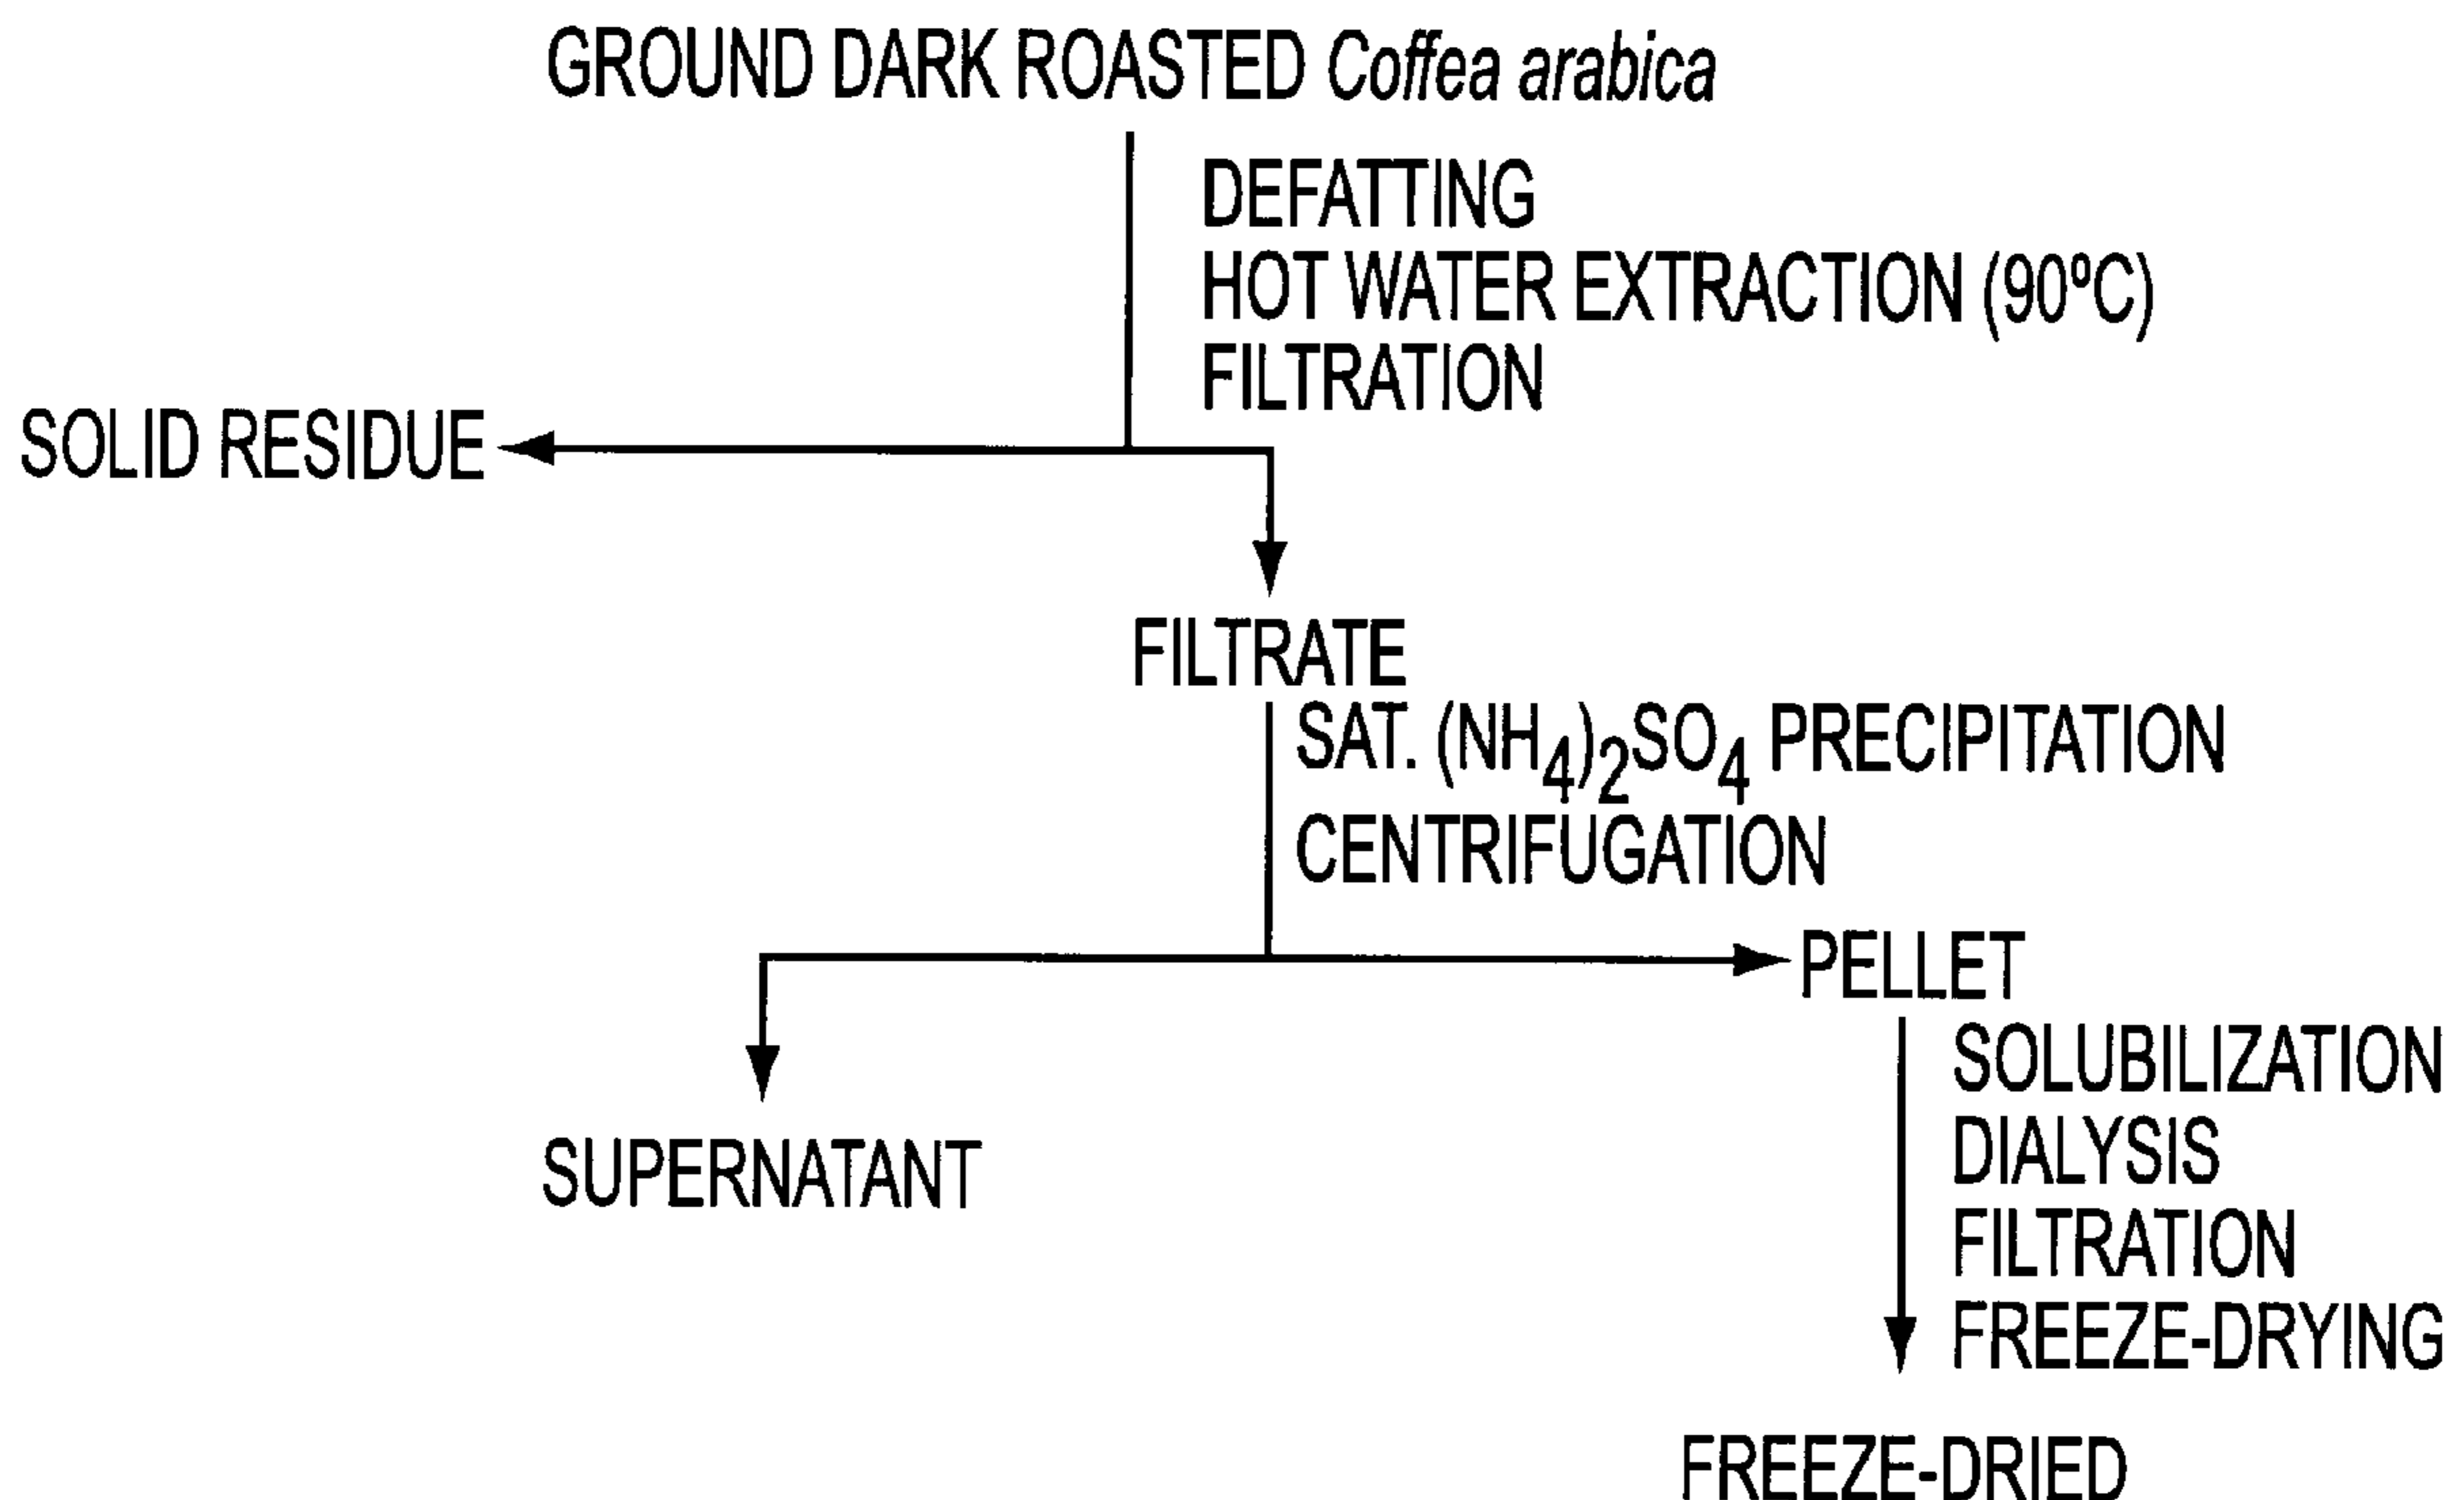 GROUND DARK ROASTED Coffea arabica
DEFATTING
HOT WATER EXTRACTION (90ºC)
FILTRATION
SOLID RESIDUE
FILTRATE
SAT. (NH4)2SO4 PRECIPITATION
CENTRIFUGATION
PELLET
SOLUBILIZATION
DIALYSIS
FILTRATION
FREEZE-DRYING
SUPERNATANT
FREEZE-DRIED